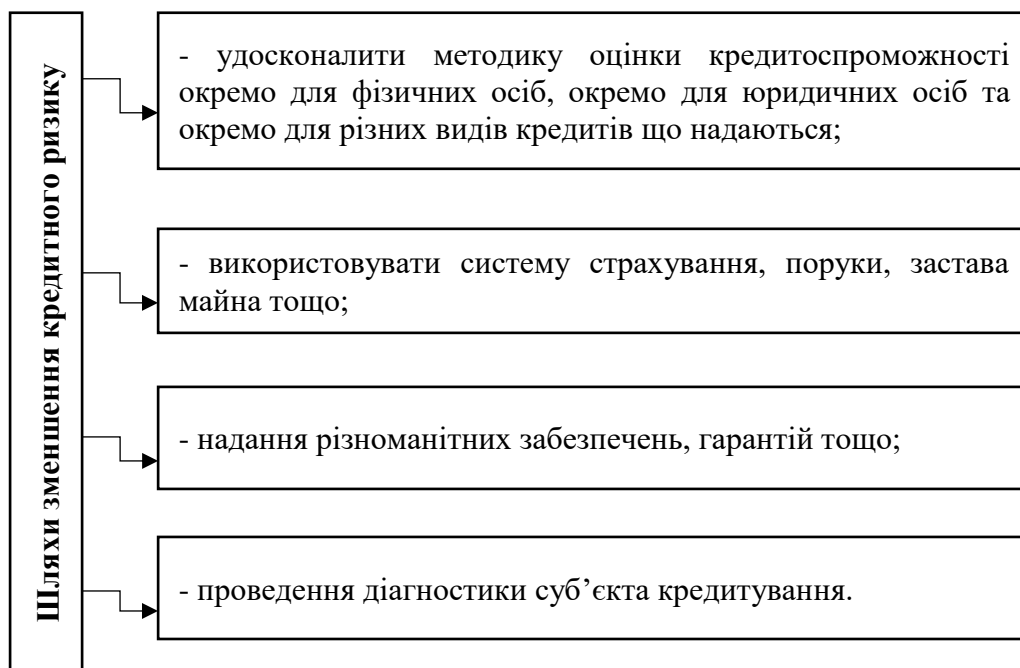 Шляхи зменшення кредитного ризику
- удосконалити методику оцінки кредитоспроможності
окремо для фізичних осіб, окремо для юридичних осіб та
окремо для різних видів кредитів що надаються;
- використовувати систему страхування, поруки, застава
майна тощо;
- надання різноманітних забезпечень, гарантій тощо;
- проведення діагностики суб’єкта кредитування.